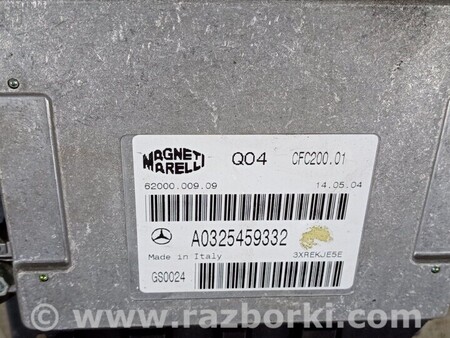 MAGNETI MARELLI Q04 CFC200.01
62000.009.09 14.05.04
A0325459332
Made in Italy 3XREKJE5E
GS0024
www.razborki.com